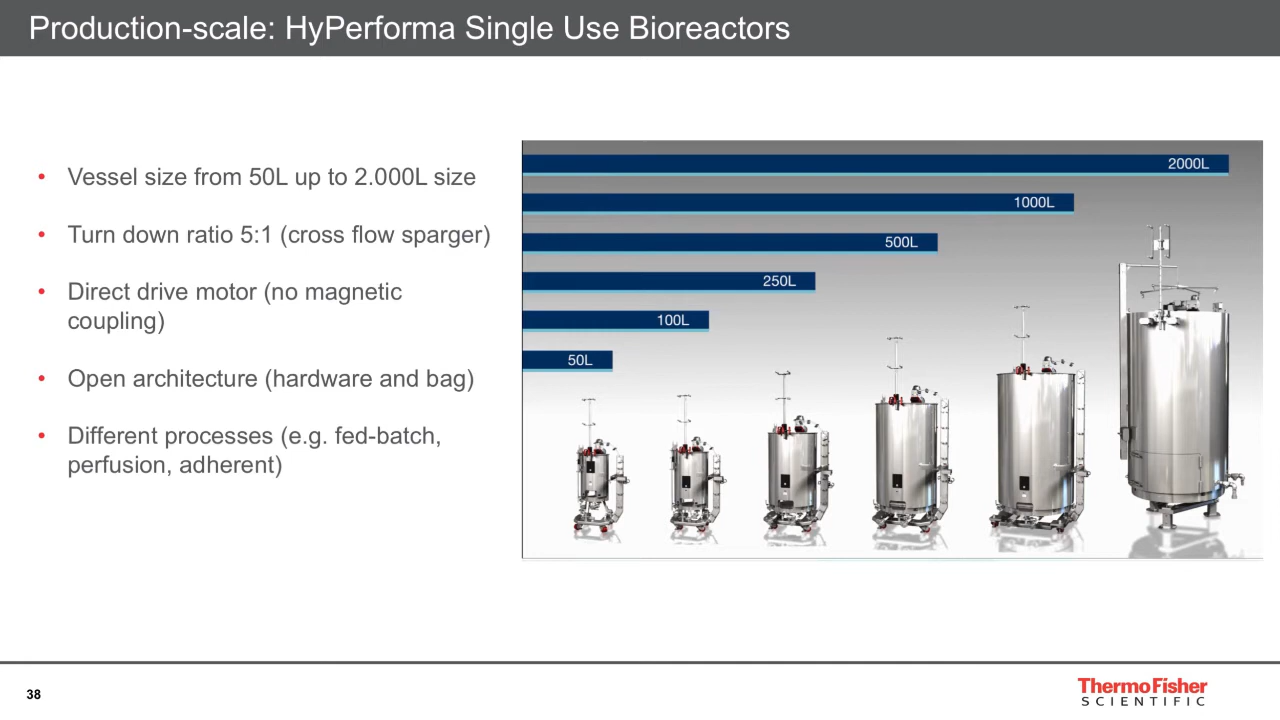 Production-scale: HyPerforma Single Use Bioreactors
• Vessel size from 50L up to 2.000L size
• Turn down ratio 5:1 (cross flow sparger)
• Direct drive motor (no magnetic
coupling)
• Open architecture (hardware and bag)
• Different processes (e.g. fed-batch,
perfusion, adherent)
2000L
1000L
500L
250L
100L
50L
38
ThermoFisher
SCIENTIFIC